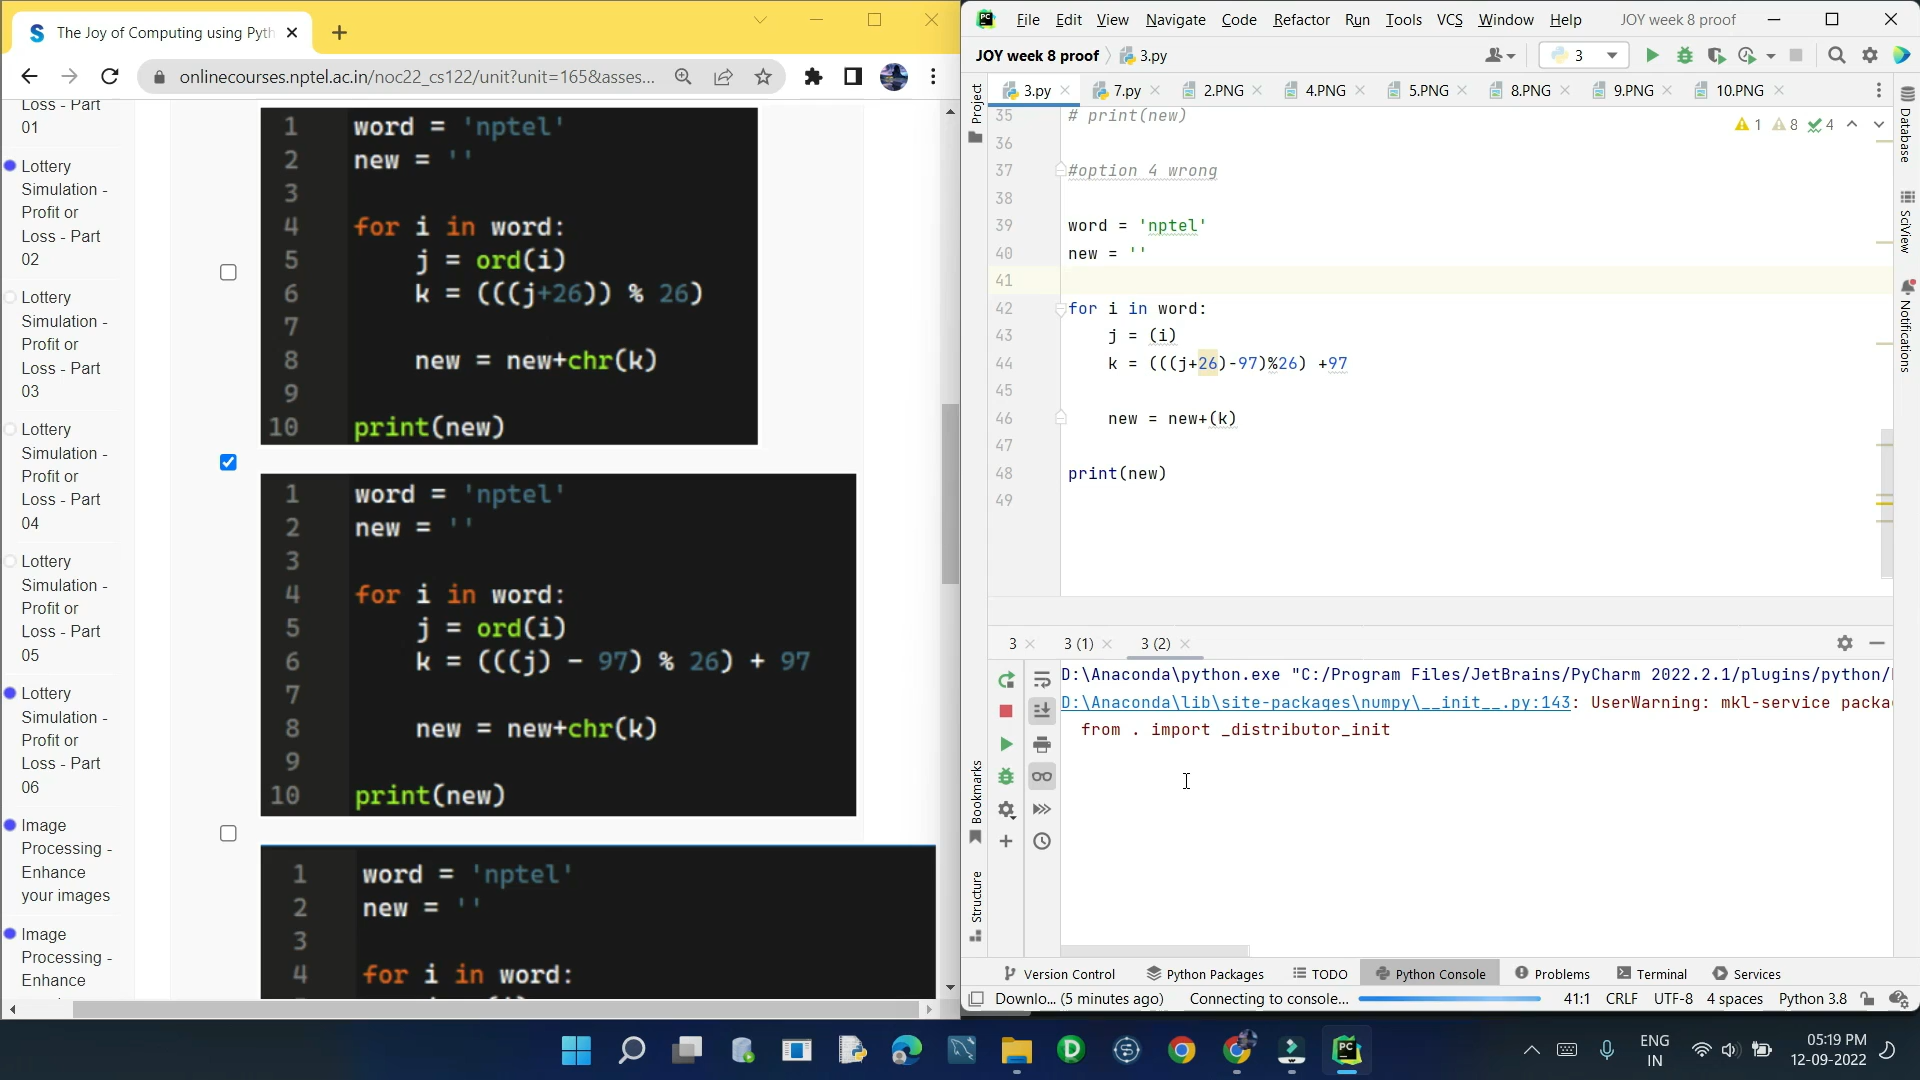 The Joy of Computing using Pyth
onlinecourses.nptel.ac.in/noc22_cs122/unit?unit=165&asses...
Loss - Part
01
Lottery
Simulation -
Profit or
Loss - Part
02
Lottery
Simulation -
Profit or
Loss - Part
03
Lottery
Simulation -
Profit or
Loss - Part
04
Lottery
Simulation -
Profit or
Loss - Part
05
Lottery
Simulation -
Profit or
Loss - Part
06
Image
Processing -
Enhance
your images
Image
Processing -
Enhance
1 word = 'nptel'
2 new = ''
3
4 for i in word:
5 j = ord(i)
6 k = (((j+26)) % 26)
7
8 new = new+chr(k)
9
10 print(new)
1 word = 'nptel'
2 new = ''
3
4 for i in word:
5 j = ord(i)
6 k = (((j) - 97) % 26) + 97
7
8 new = new+chr(k)
9
10 print(new)
1 word = 'nptel'
2 new = ''
3
4 for i in word:
File Edit View Navigate Code Refactor Run Tools VCS Window Help JOY week 8 proof
JOY week 8 proof 3.py 3
3.py 7.py 2.PNG 4.PNG 5.PNG 8.PNG 9.PNG 10.PNG
Project
Bookmarks
Structure
Database
SciView
Notifications
1 8 4
35 # print(new)
36
37 #option 4 wrong
38
39 word = 'nptel'
40 new = ''
41
42 for i in word:
43 j = (i)
44 k = (((j+26)-97)%26) +97
45
46 new = new+(k)
47
48 print(new)
49
3 3 (1) 3 (2)
D:\Anaconda\python.exe "C:/Program Files/JetBrains/PyCharm 2022.2.1/plugins/python/
D:\Anaconda\lib\site-packages\numpy\__init__.py:143: UserWarning: mkl-service packa
from . import _distributor_init
Version Control Python Packages TODO Python Console Problems Terminal Services
Downlo... (5 minutes ago) Connecting to console... 41:1 CRLF UTF-8 4 spaces Python 3.8
ENG
IN
05:19 PM
12-09-2022